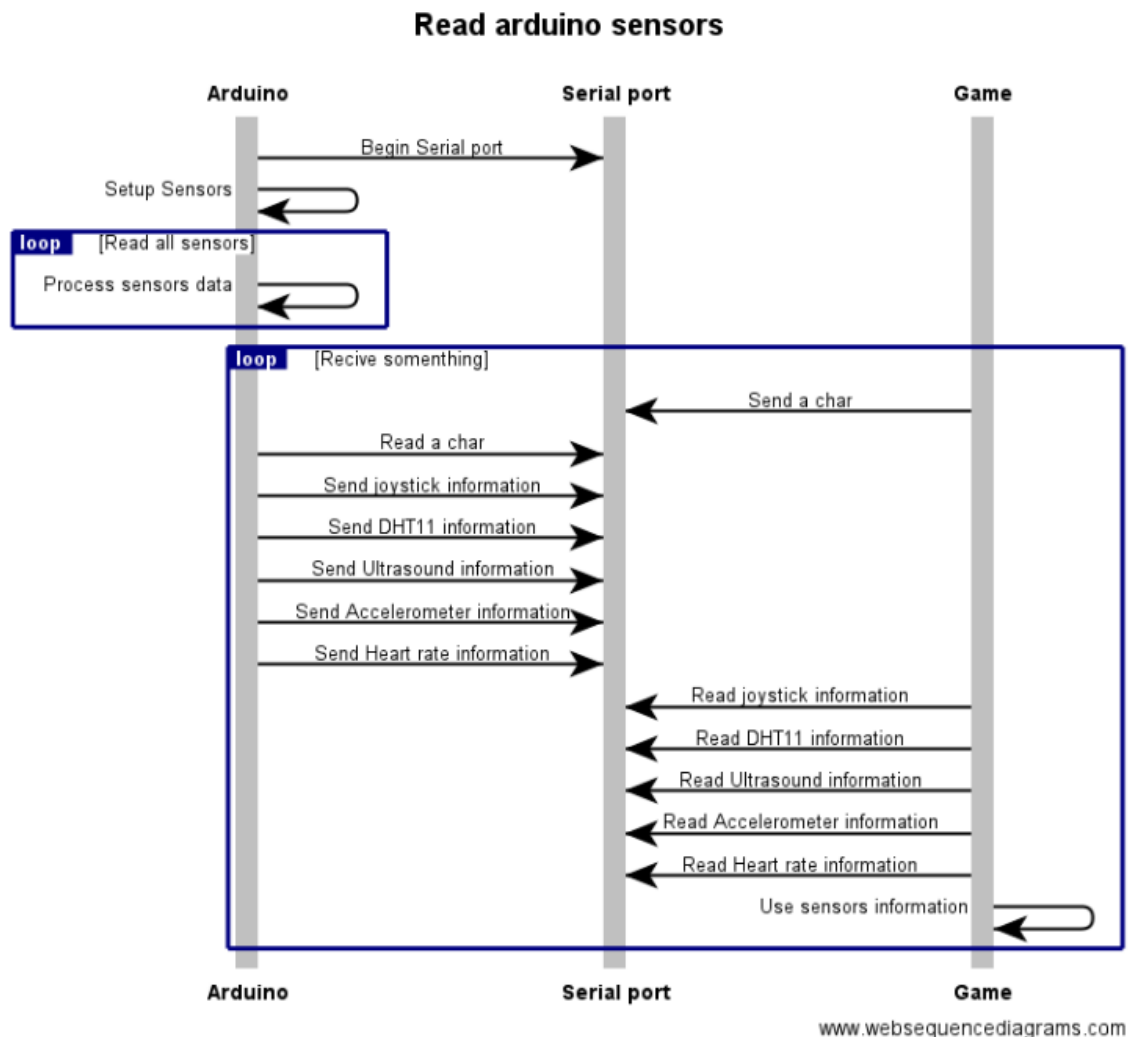 Read arduino sensors
Arduino Serial port Game
Begin Serial port
Setup Sensors
loop [Read all sensors]
Process sensors data
loop [Recive somenthing]
Send a char
Read a char
Send joystick information
Send DHT11 information
Send Ultrasound information
Send Accelerometer information
Send Heart rate information
Read joystick information
Read DHT11 information
Read Ultrasound information
Read Accelerometer information
Read Heart rate information
Use sensors information
Arduino Serial port Game
www.websequencediagrams.com